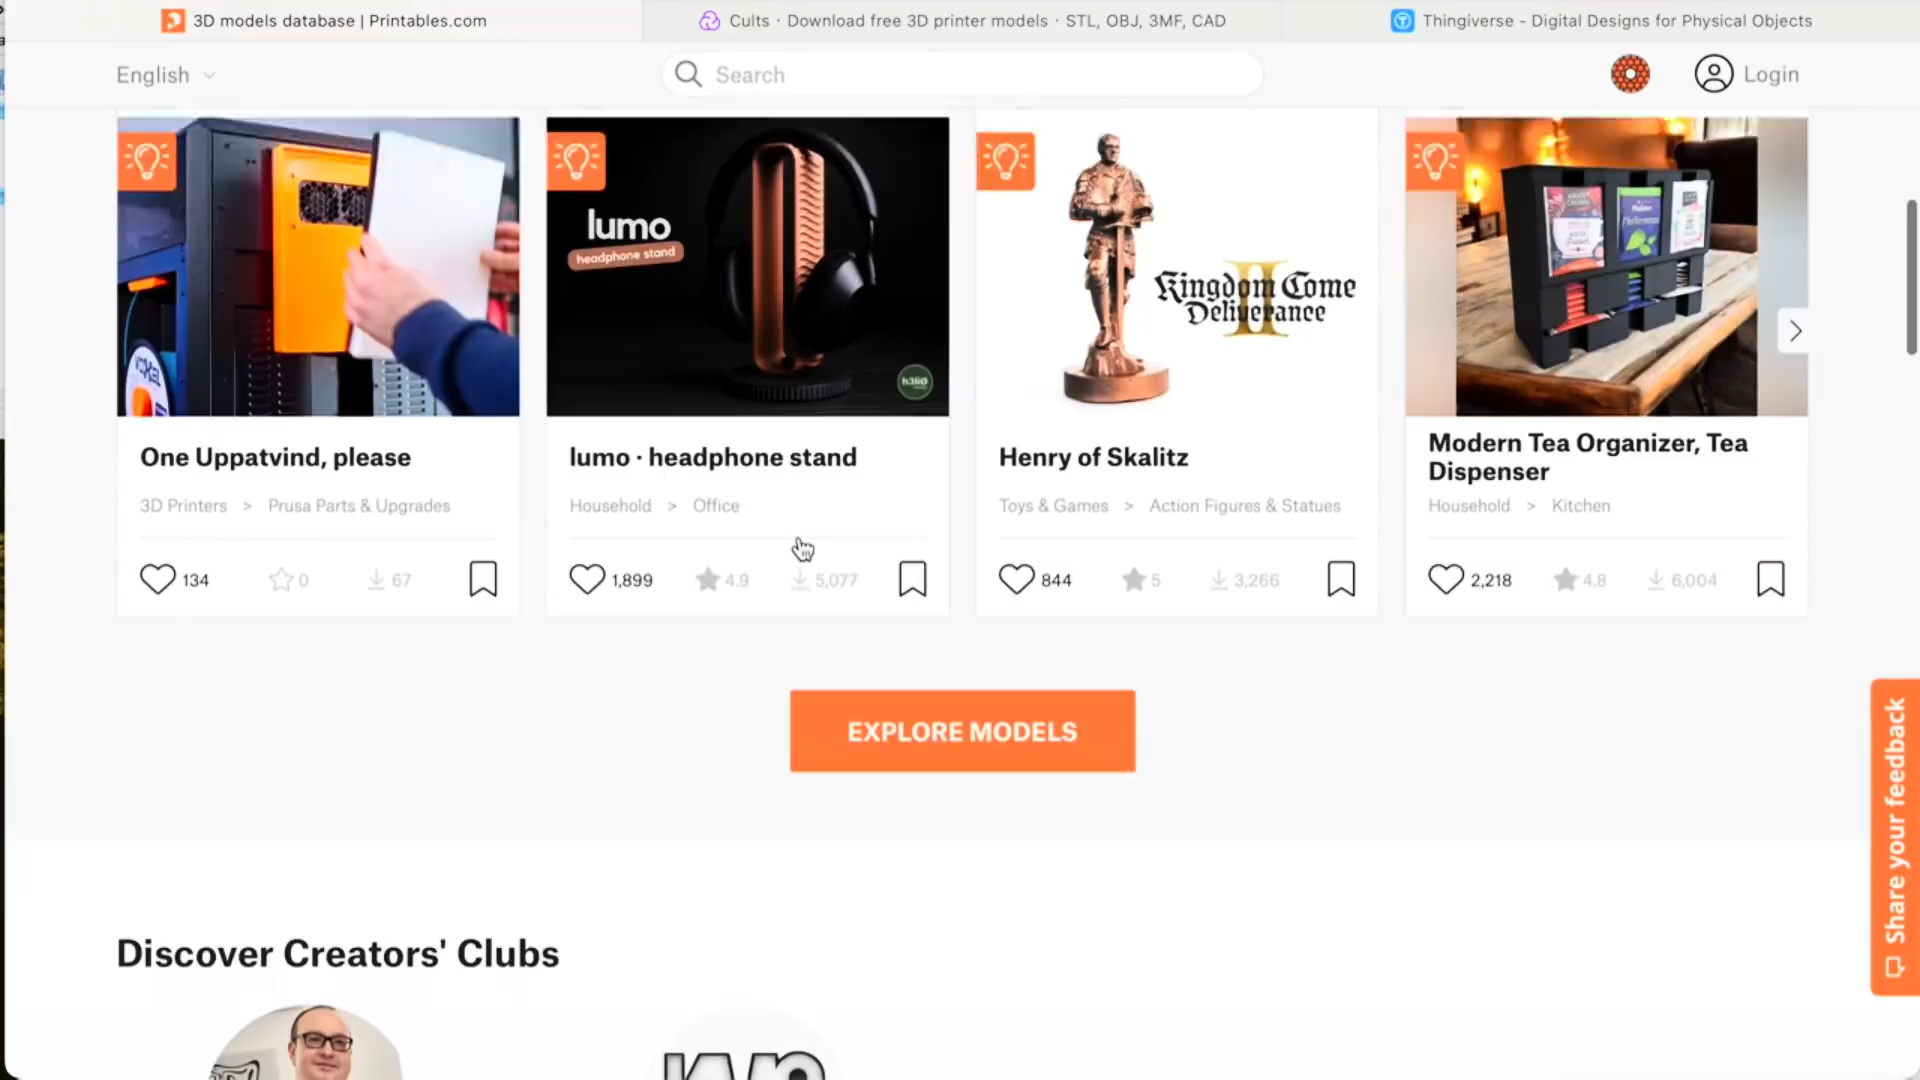 3D models database | Printables.com
Cults · Download free 3D printer models · STL, OBJ, 3MF, CAD
Thingiverse - Digital Designs for Physical Objects
English
Search
Login
lumo
headphone stand
Kingdom Come
II
Deliverance
One Uppatvind, please
3D Printers > Prusa Parts & Upgrades
134
0
67
lumo · headphone stand
Household > Office
1,899
4.9
5,077
Henry of Skalitz
Toys & Games > Action Figures & Statues
844
5
3,266
Modern Tea Organizer, Tea
Dispenser
Household > Kitchen
2,218
4.8
6,004
EXPLORE MODELS
Share your feedback
Discover Creators' Clubs